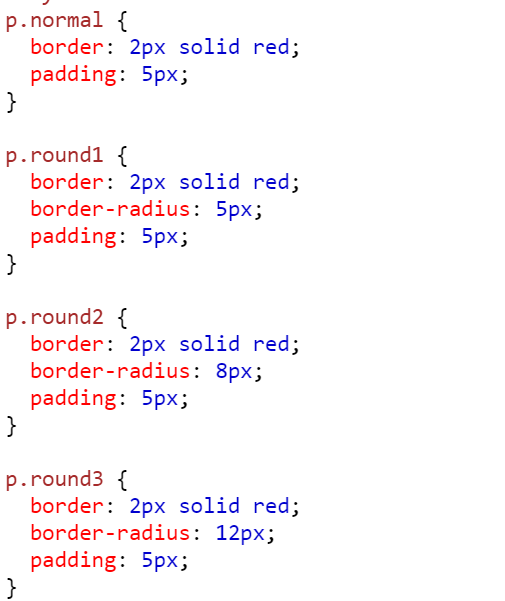 p.normal {
  border: 2px solid red;
  padding: 5px;
}

p.round1 {
  border: 2px solid red;
  border-radius: 5px;
  padding: 5px;
}

p.round2 {
  border: 2px solid red;
  border-radius: 8px;
  padding: 5px;
}

p.round3 {
  border: 2px solid red;
  border-radius: 12px;
  padding: 5px;
}